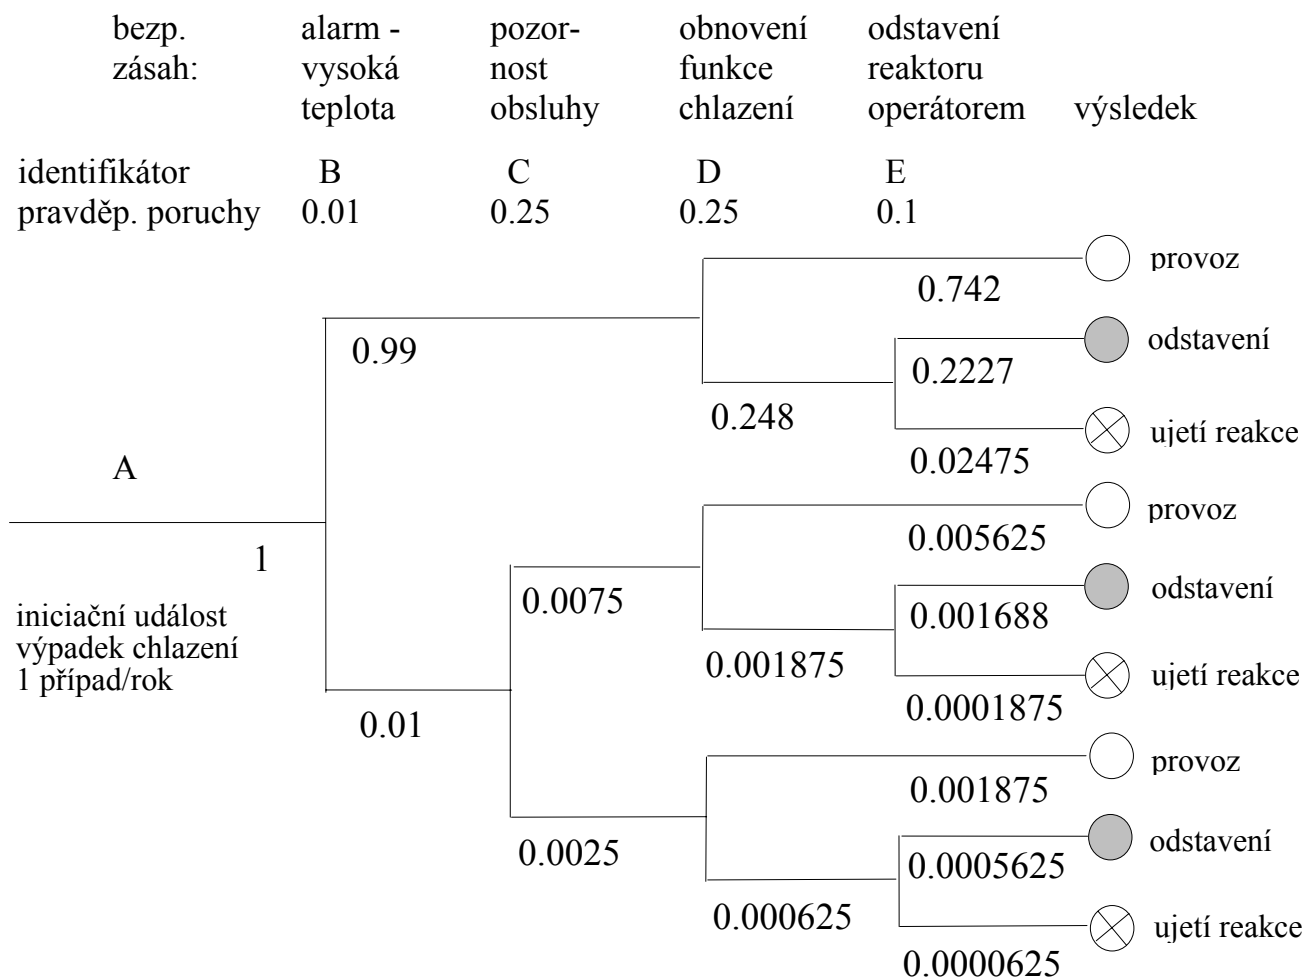 bezp. alarm - pozor- obnovení odstavení
zásah: vysoká nost funkce reaktoru
teplota obsluhy chlazení operátorem výsledek
identifikátor B C D E
pravděp. poruchy 0.01 0.25 0.25 0.1
provoz
0.742
odstavení
0.99
0.2227
0.248
ujetí reakce
0.02475
A
provoz
0.005625
1
odstavení
0.0075
0.001688
iniciační událost
výpadek chlazení
0.001875
1 případ/rok
ujetí reakce
0.0001875
0.01
provoz
0.001875
odstavení
0.0025
0.0005625
0.000625
ujetí reakce
0.0000625